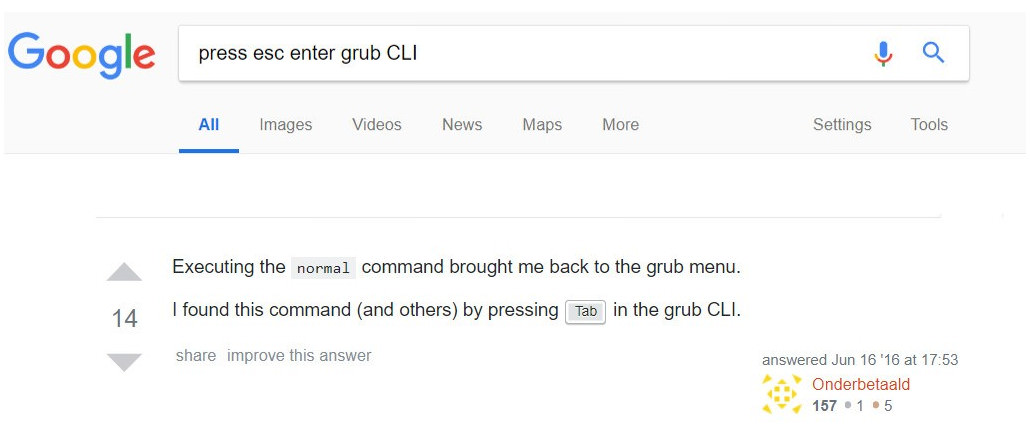 Google
press esc enter grub CLI
All Images Videos News Maps More Settings Tools
Executing the normal command brought me back to the grub menu.
14
I found this command (and others) by pressing Tab in the grub CLI.
share improve this answer
answered Jun 16 '16 at 17:53
Onderbetaald
157 1 5